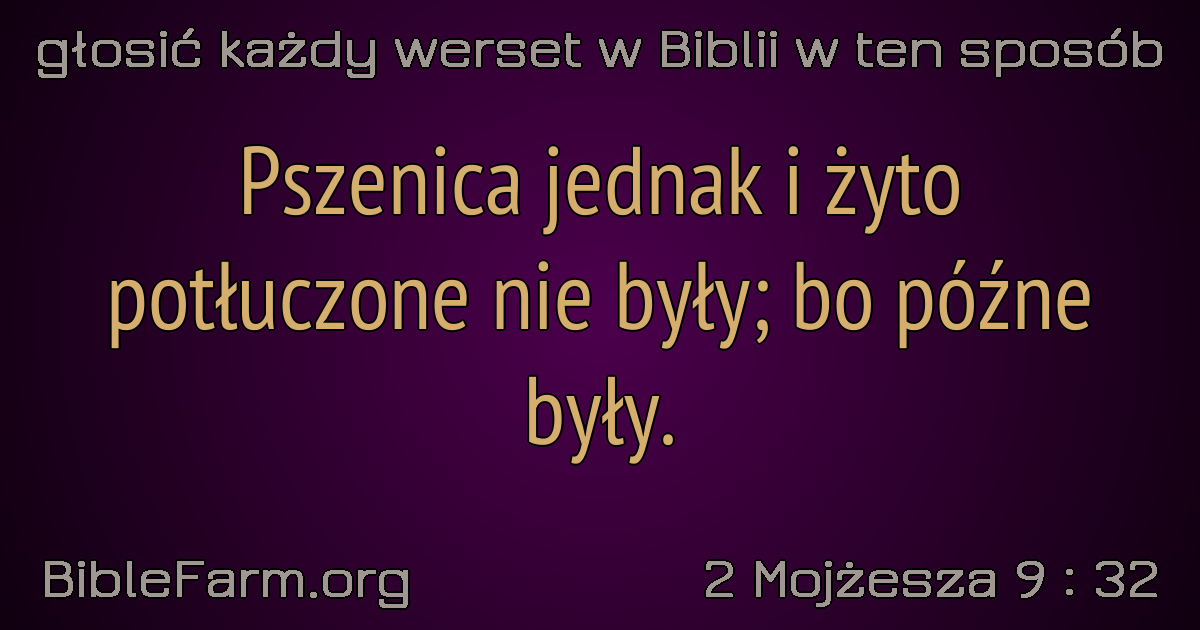 głosić każdy werset w Biblii w ten sposób
Pszenica jednak i żyto
potłuczone nie były; bo późne
były.
BibleFarm.org
2 Mojżesza 9 : 32